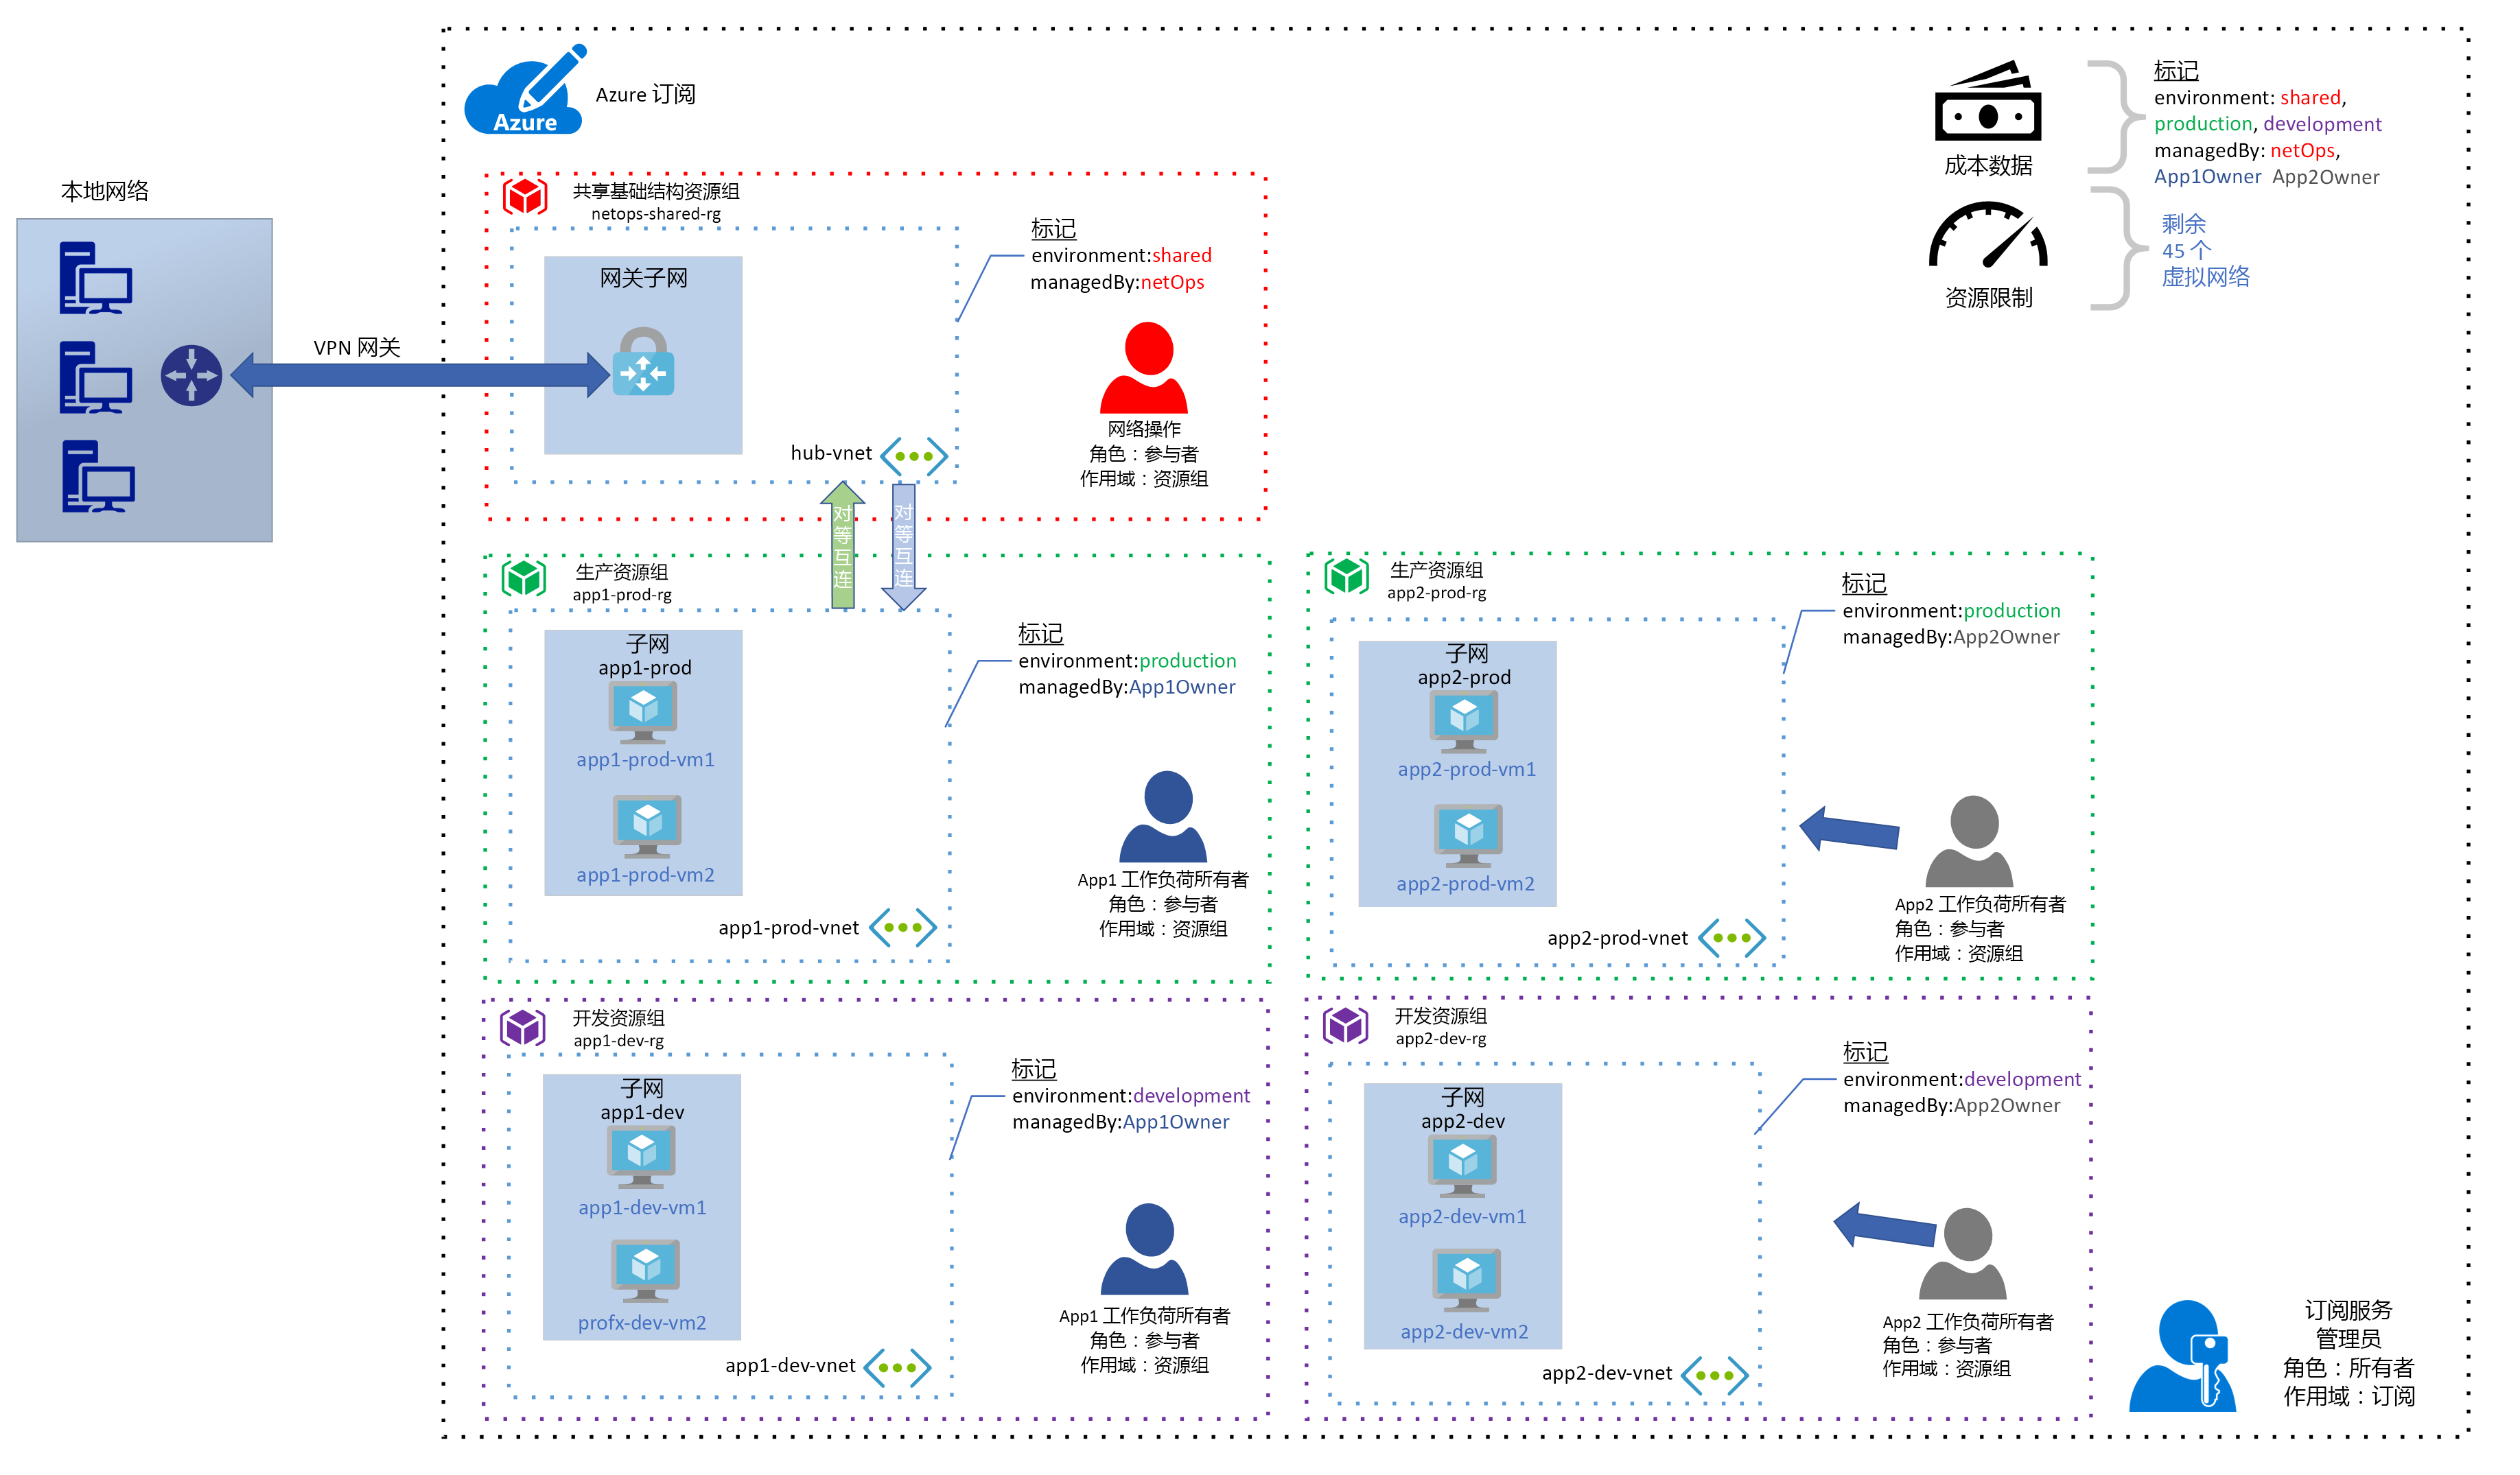 Azure
Azure 订阅
成本数据
标记
environment: shared,
production, development
managedBy: netOps,
App1Owner App2Owner
资源限制
剩余
45 个
虚拟网络
本地网络
VPN 网关
共享基础结构资源组
netops-shared-rg
网关子网
hub-vnet
标记
environment:shared
managedBy:netOps
网络操作
角色：参与者
作用域：资源组
对等互连
对等互连
生产资源组
app1-prod-rg
子网
app1-prod
app1-prod-vm1
app1-prod-vm2
app1-prod-vnet
标记
environment:production
managedBy:App1Owner
App1 工作负荷所有者
角色：参与者
作用域：资源组
生产资源组
app2-prod-rg
子网
app2-prod
app2-prod-vm1
app2-prod-vm2
app2-prod-vnet
标记
environment:production
managedBy:App2Owner
App2 工作负荷所有者
角色：参与者
作用域：资源组
开发资源组
app1-dev-rg
子网
app1-dev
app1-dev-vm1
profx-dev-vm2
app1-dev-vnet
标记
environment:development
managedBy:App1Owner
App1 工作负荷所有者
角色：参与者
作用域：资源组
开发资源组
app2-dev-rg
子网
app2-dev
app2-dev-vm1
app2-dev-vm2
app2-dev-vnet
标记
environment:development
managedBy:App2Owner
App2 工作负荷所有者
角色：参与者
作用域：资源组
订阅服务
管理员
角色：所有者
作用域：订阅